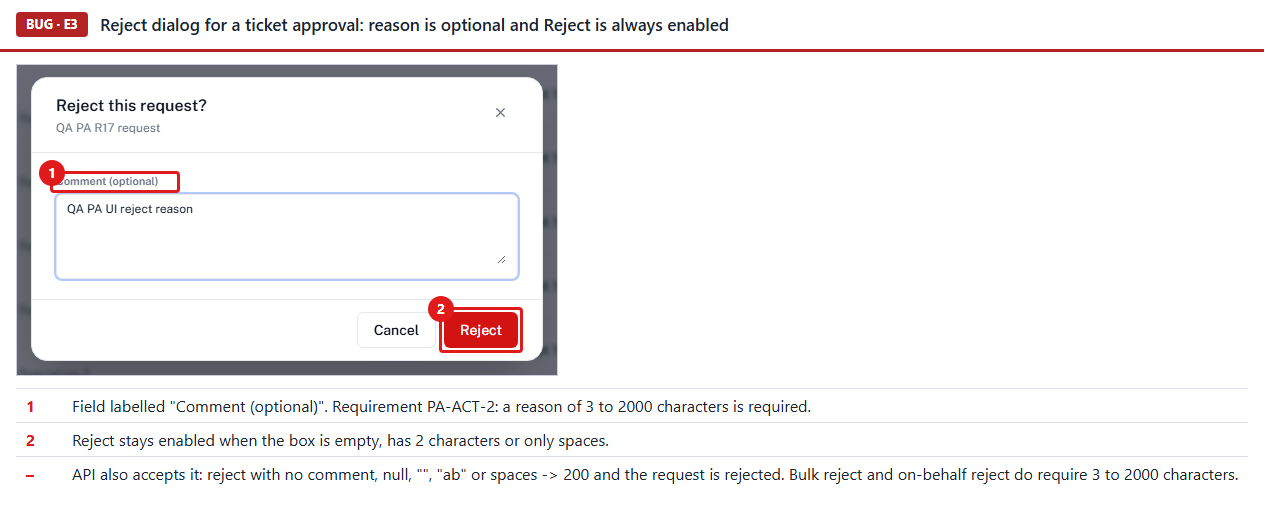 BUG - E3 Reject dialog for a ticket approval: reason is optional and Reject is always enabled
Reject this request?
QA PA R17 request
1
Comment (optional)
QA PA UI reject reason
2
Cancel Reject
1 Field labelled "Comment (optional)". Requirement PA-ACT-2: a reason of 3 to 2000 characters is required.
2 Reject stays enabled when the box is empty, has 2 characters or only spaces.
– API also accepts it: reject with no comment, null, "", "ab" or spaces -> 200 and the request is rejected. Bulk reject and on-behalf reject do require 3 to 2000 characters.